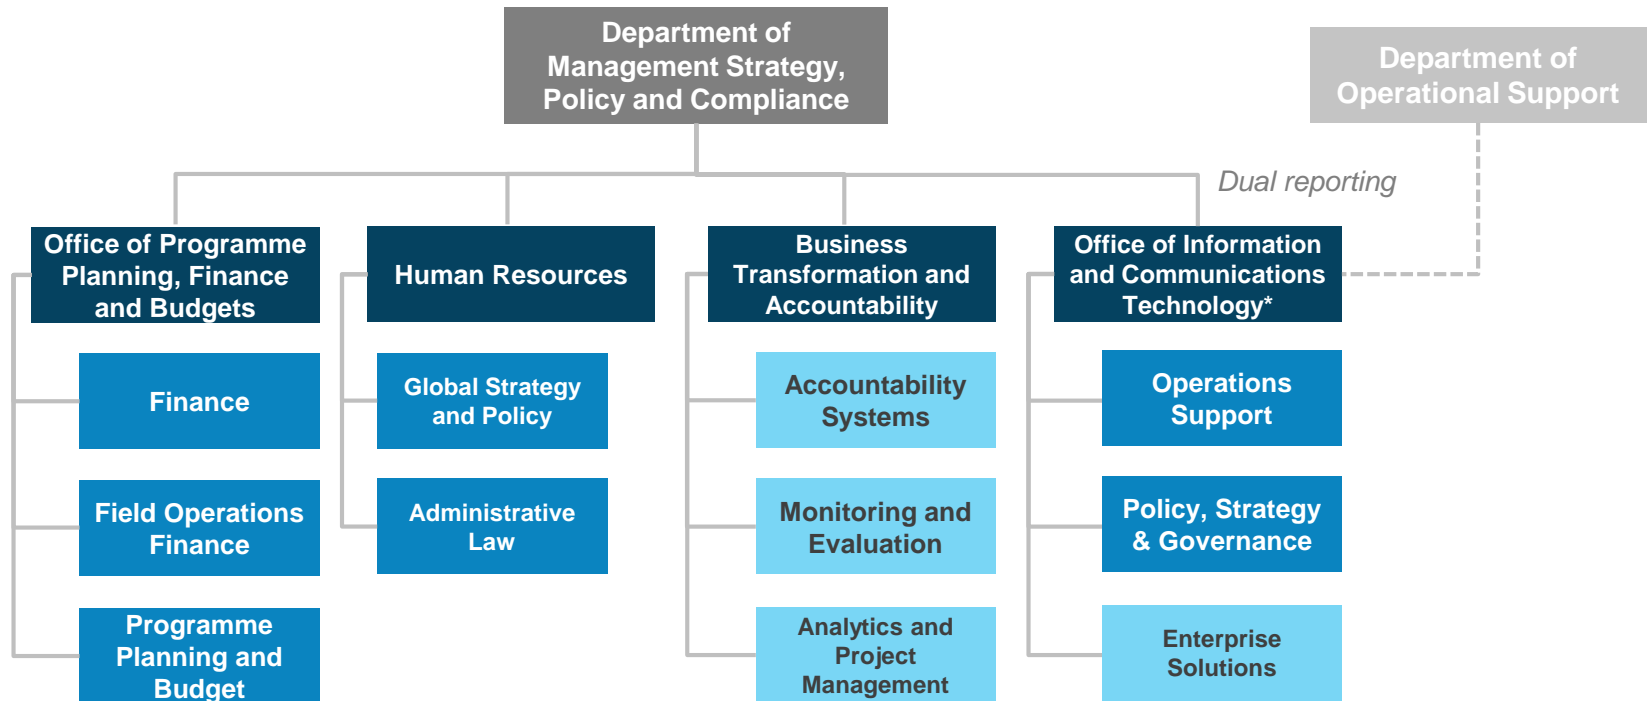 Department of
Management Strategy,
Policy and Compliance
Department of
Operational Support
Dual reporting
Office of Programme
Planning, Finance
and Budgets
Human Resources
Business
Transformation and
Accountability
Office of Information
and Communications
Technology*
Finance
Global Strategy
and Policy
Accountability
Systems
Operations
Support
Field Operations
Finance
Administrative
Law
Monitoring and
Evaluation
Policy, Strategy
& Governance
Programme
Planning and
Budget
Analytics and
Project
Management
Enterprise
Solutions